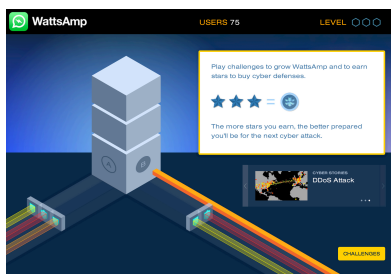 WattsAmp
USERS 75
LEVEL
Play challenges to grow WattsAmp and to earn
stars to buy cyber defenses.
=
The more stars you earn, the better prepared
you'll be for the next cyber attack.
CYBER STORIES
DDoS Attack
CHALLENGES